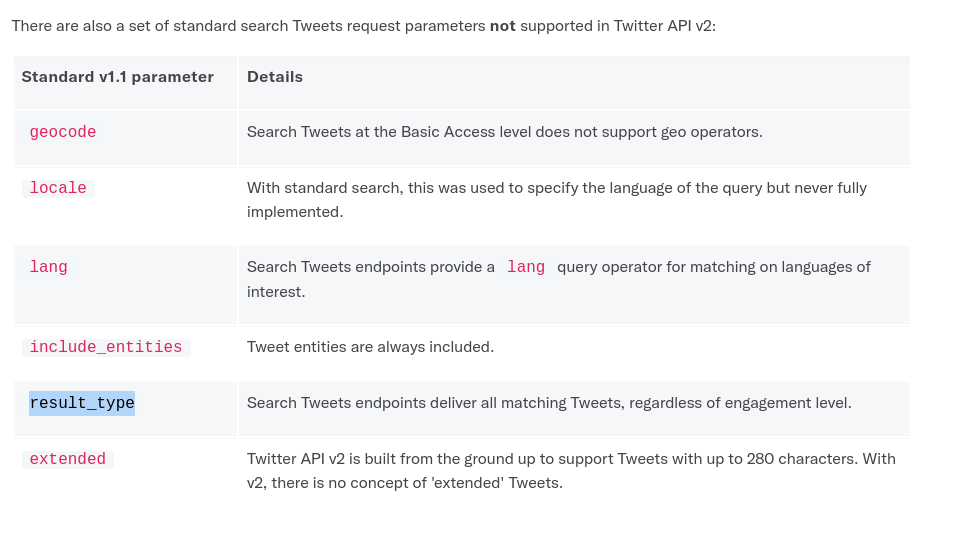 There are also a set of standard search Tweets request parameters not supported in Twitter API v2:
Standard v1.1 parameter Details
geocode Search Tweets at the Basic Access level does not support geo operators.
locale With standard search, this was used to specify the language of the query but never fully
implemented.
lang Search Tweets endpoints provide a lang query operator for matching on languages of
interest.
include_entities Tweet entities are always included.
result_type Search Tweets endpoints deliver all matching Tweets, regardless of engagement level.
extended Twitter API v2 is built from the ground up to support Tweets with up to 280 characters. With
v2, there is no concept of 'extended' Tweets.